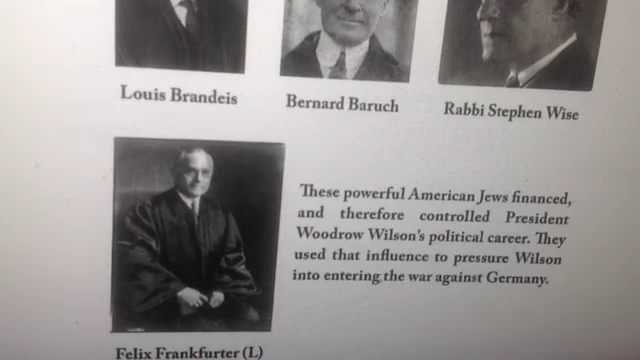 Louis Brandeis
Bernard Baruch
Rabbi Stephen Wise
These powerful American Jews financed,
and therefore controlled President
Woodrow Wilson's political career. They
used that influence to pressure Wilson
into entering the war against Germany.
Felix Frankfurter (L)